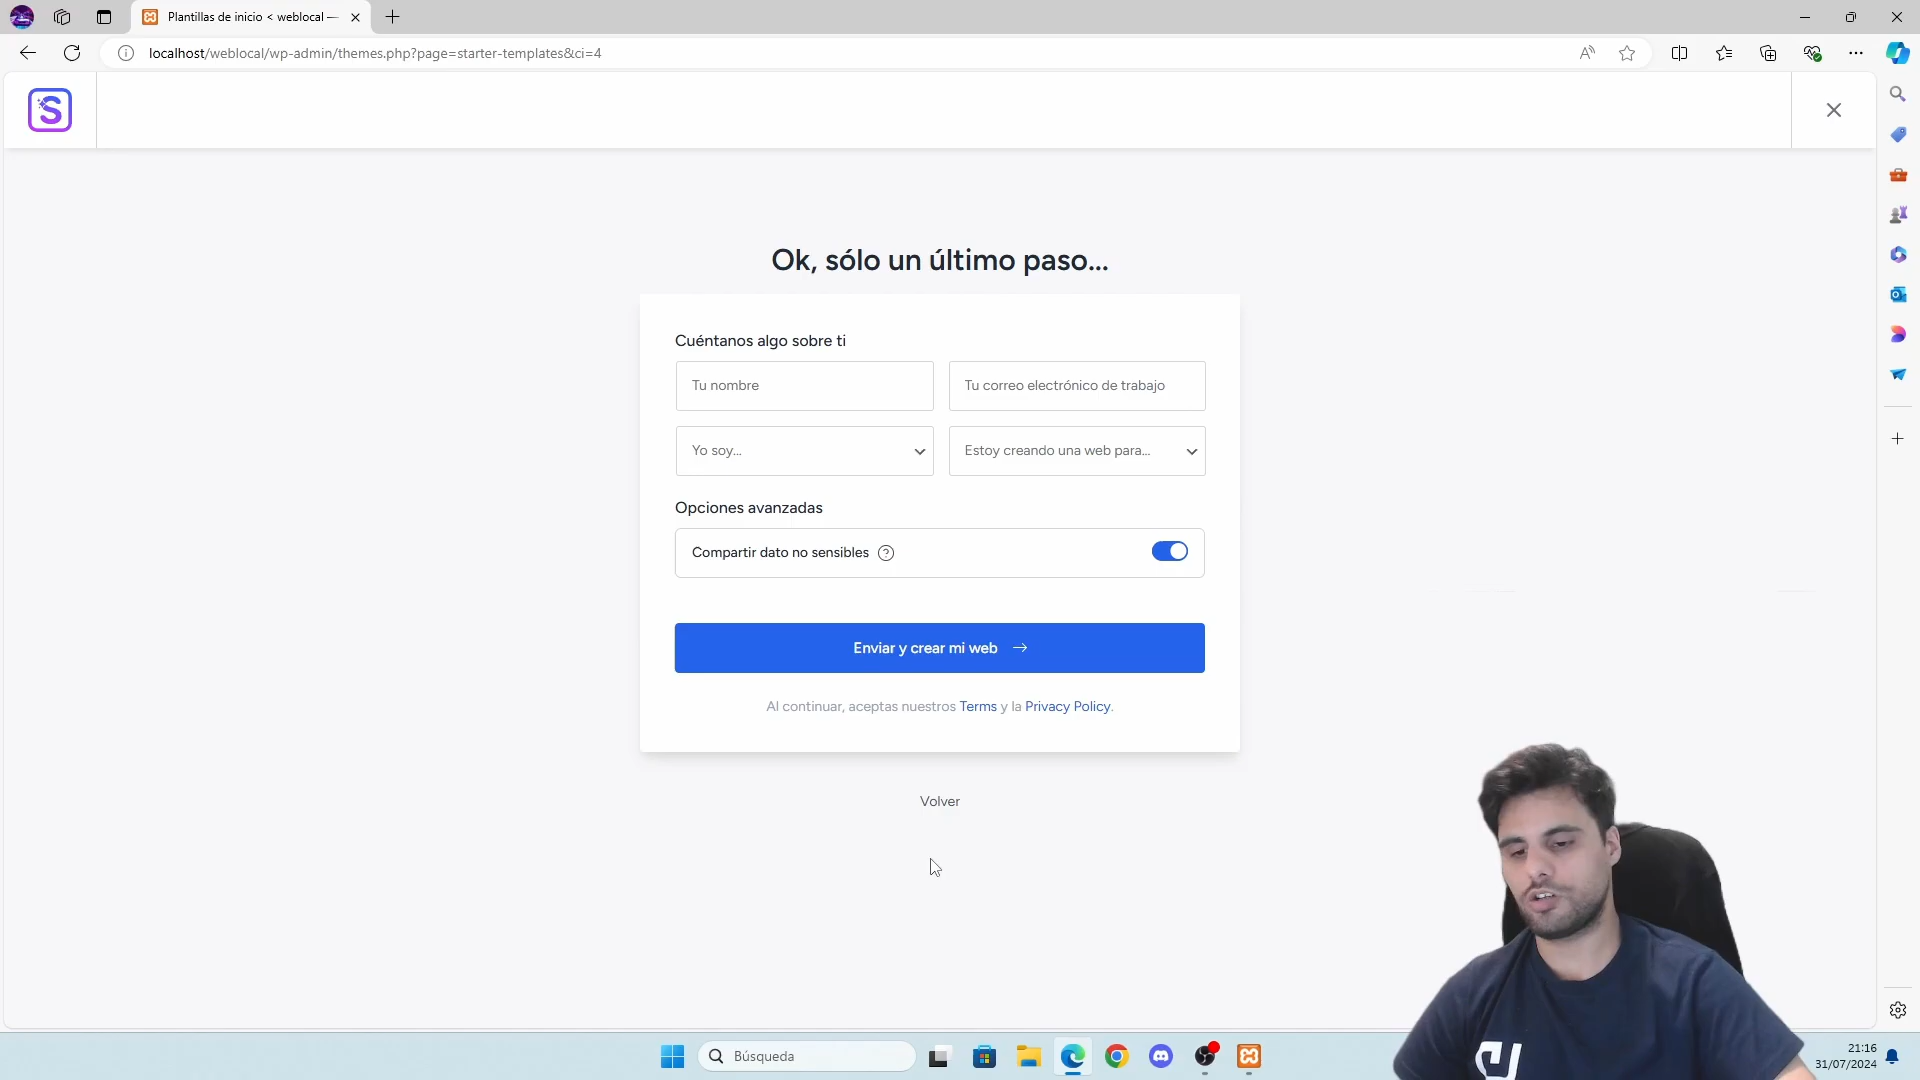 Plantillas de inicio < weblocal —
localhost/weblocal/wp-admin/themes.php?page=starter-templates&ci=4
Ok, sólo un último paso...
Cuéntanos algo sobre ti
Tu nombre
Tu correo electrónico de trabajo
Yo soy...
Estoy creando una web para...
Opciones avanzadas
Compartir dato no sensibles
Enviar y crear mi web
Al continuar, aceptas nuestros Terms y la Privacy Policy.
Volver
Búsqueda
21:16
31/07/2024